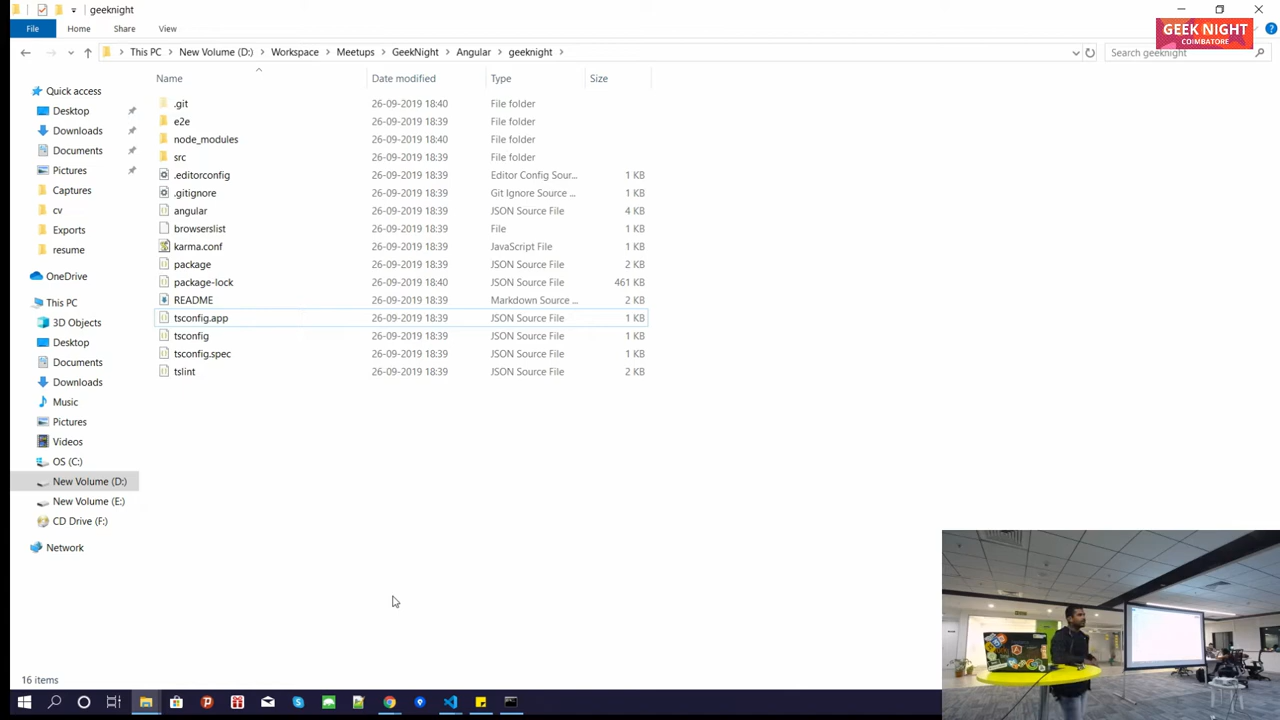 geeknight
GEEK NIGHT
COIMBATORE
File Home Share View
This PC New Volume (D:) Workspace Meetups GeekNight Angular geeknight
Search geeknight
Name Date modified Type Size
Quick access
Desktop
Downloads
Documents
Pictures
Captures
cv
Exports
resume
OneDrive
This PC
3D Objects
Desktop
Documents
Downloads
Music
Pictures
Videos
OS (C:)
New Volume (D:)
New Volume (E:)
CD Drive (F:)
Network
.git 26-09-2019 18:40 File folder
e2e 26-09-2019 18:39 File folder
node_modules 26-09-2019 18:40 File folder
src 26-09-2019 18:39 File folder
.editorconfig 26-09-2019 18:39 Editor Config Sour... 1 KB
.gitignore 26-09-2019 18:39 Git Ignore Source ... 1 KB
angular 26-09-2019 18:39 JSON Source File 4 KB
browserslist 26-09-2019 18:39 File 1 KB
karma.conf 26-09-2019 18:39 JavaScript File 1 KB
package 26-09-2019 18:39 JSON Source File 2 KB
package-lock 26-09-2019 18:40 JSON Source File 461 KB
README 26-09-2019 18:39 Markdown Source ... 2 KB
tsconfig.app 26-09-2019 18:39 JSON Source File 1 KB
tsconfig 26-09-2019 18:39 JSON Source File 1 KB
tsconfig.spec 26-09-2019 18:39 JSON Source File 1 KB
tslint 26-09-2019 18:39 JSON Source File 2 KB
16 items